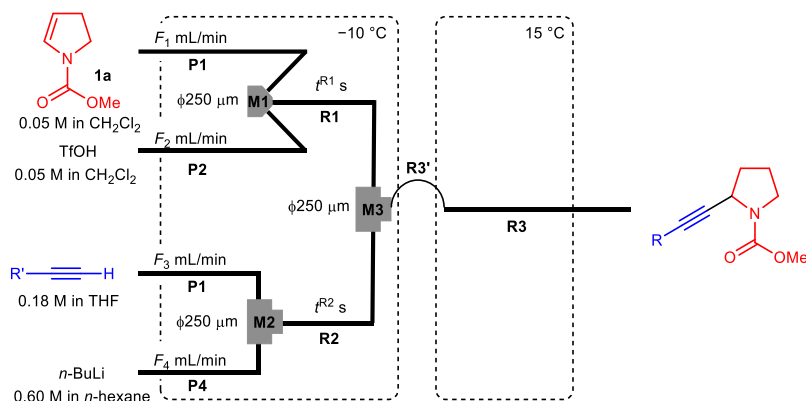 −10 °C
15 °C
F₁ mL/min
P1
N
1a
O
O
OMe
0.05 M in CH₂Cl₂
ϕ250 μm
M1
tᴿ¹ s
R1
TfOH
0.05 M in CH₂Cl₂
F₂ mL/min
P2
R3'
ϕ250 μm
M3
R3
R
N
O
O
OMe
R'
H
0.18 M in THF
F₃ mL/min
P1
ϕ250 μm
M2
tᴿ² s
R2
n-BuLi
0.60 M in n-hexane
F₄ mL/min
P4